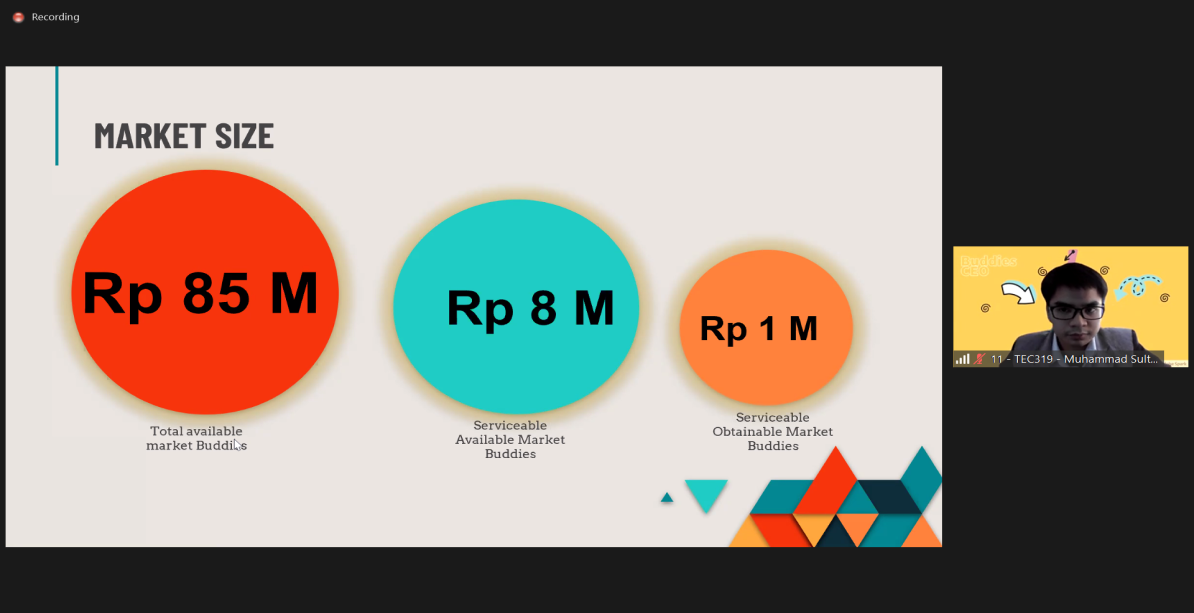 Recording
MARKET SIZE
Rp 85 M
Rp 8 M
Rp 1 M
Total available
market Buddies
Serviceable
Available Market
Buddies
Serviceable
Obtainable Market
Buddies
Buddies
CEO
11 - TEC319 - Muhammad Sult...